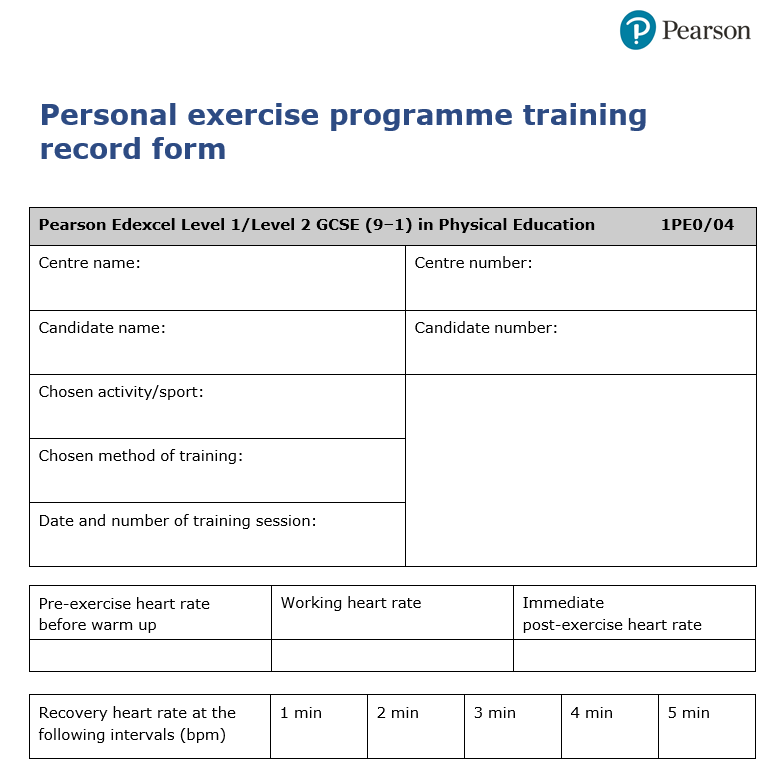 Pearson
Personal exercise programme training
record form
Pearson Edexcel Level 1/Level 2 GCSE (9–1) in Physical Education 1PE0/04
Centre name: Centre number:
Candidate name: Candidate number:
Chosen activity/sport:
Chosen method of training:
Date and number of training session:
Pre-exercise heart rate
before warm up
Working heart rate
Immediate
post-exercise heart rate
Recovery heart rate at the
following intervals (bpm)
1 min 2 min 3 min 4 min 5 min